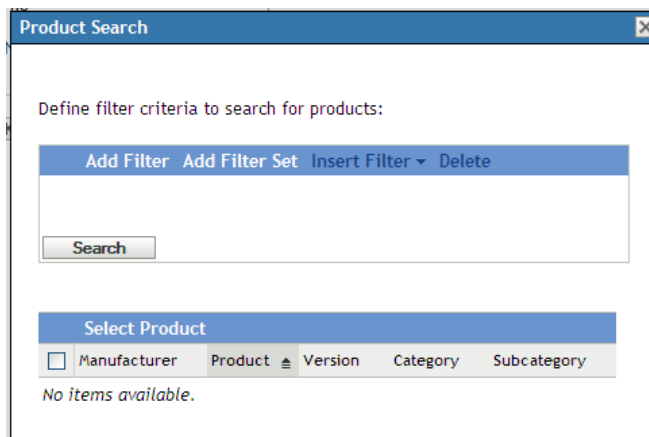 Product Search
Define filter criteria to search for products:
Add Filter Add Filter Set Insert Filter Delete
Search
Select Product
Manufacturer Product Version Category Subcategory
No items available.